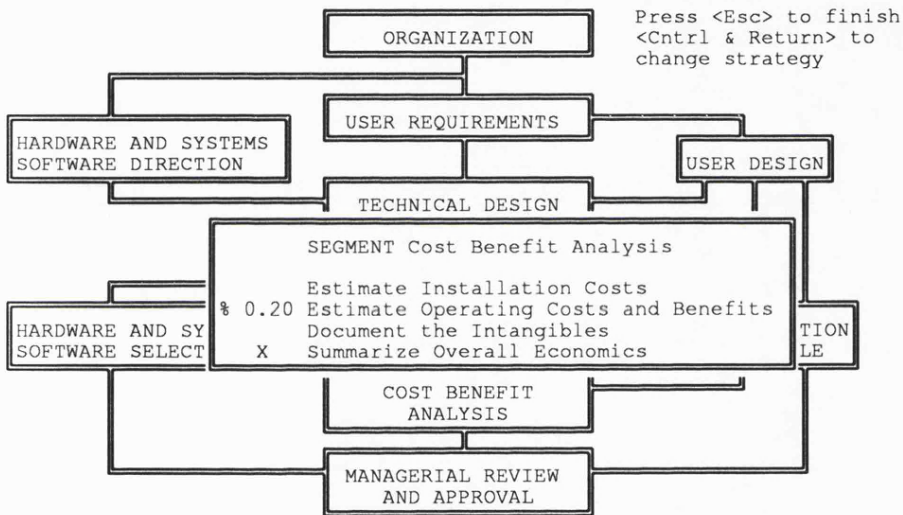 Press <Esc> to finish
<Cntrl & Return> to
change strategy
ORGANIZATION
USER REQUIREMENTS
HARDWARE AND SYSTEMS
SOFTWARE DIRECTION
USER DESIGN
TECHNICAL DESIGN
SEGMENT Cost Benefit Analysis
Estimate Installation Costs
% 0.20 Estimate Operating Costs and Benefits
Document the Intangibles
X Summarize Overall Economics
HARDWARE AND SY
SOFTWARE SELECT
TION
LE
COST BENEFIT
ANALYSIS
MANAGERIAL REVIEW
AND APPROVAL